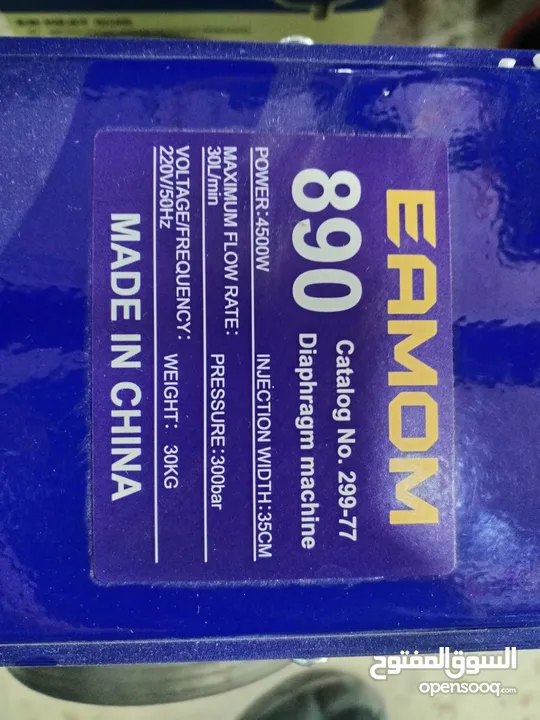 EAMOM
890
Catalog No. 299-77
Diaphragm machine
POWER:4500W
INJECTION WIDTH:35CM
MAXIMUM FLOW RATE:
30L/min
PRESSURE:300bar
VOLTAGE/FREQUENCY:
220V/50Hz
WEIGHT: 30KG
MADE IN CHINA
السوق المفتوح
opensooq.com